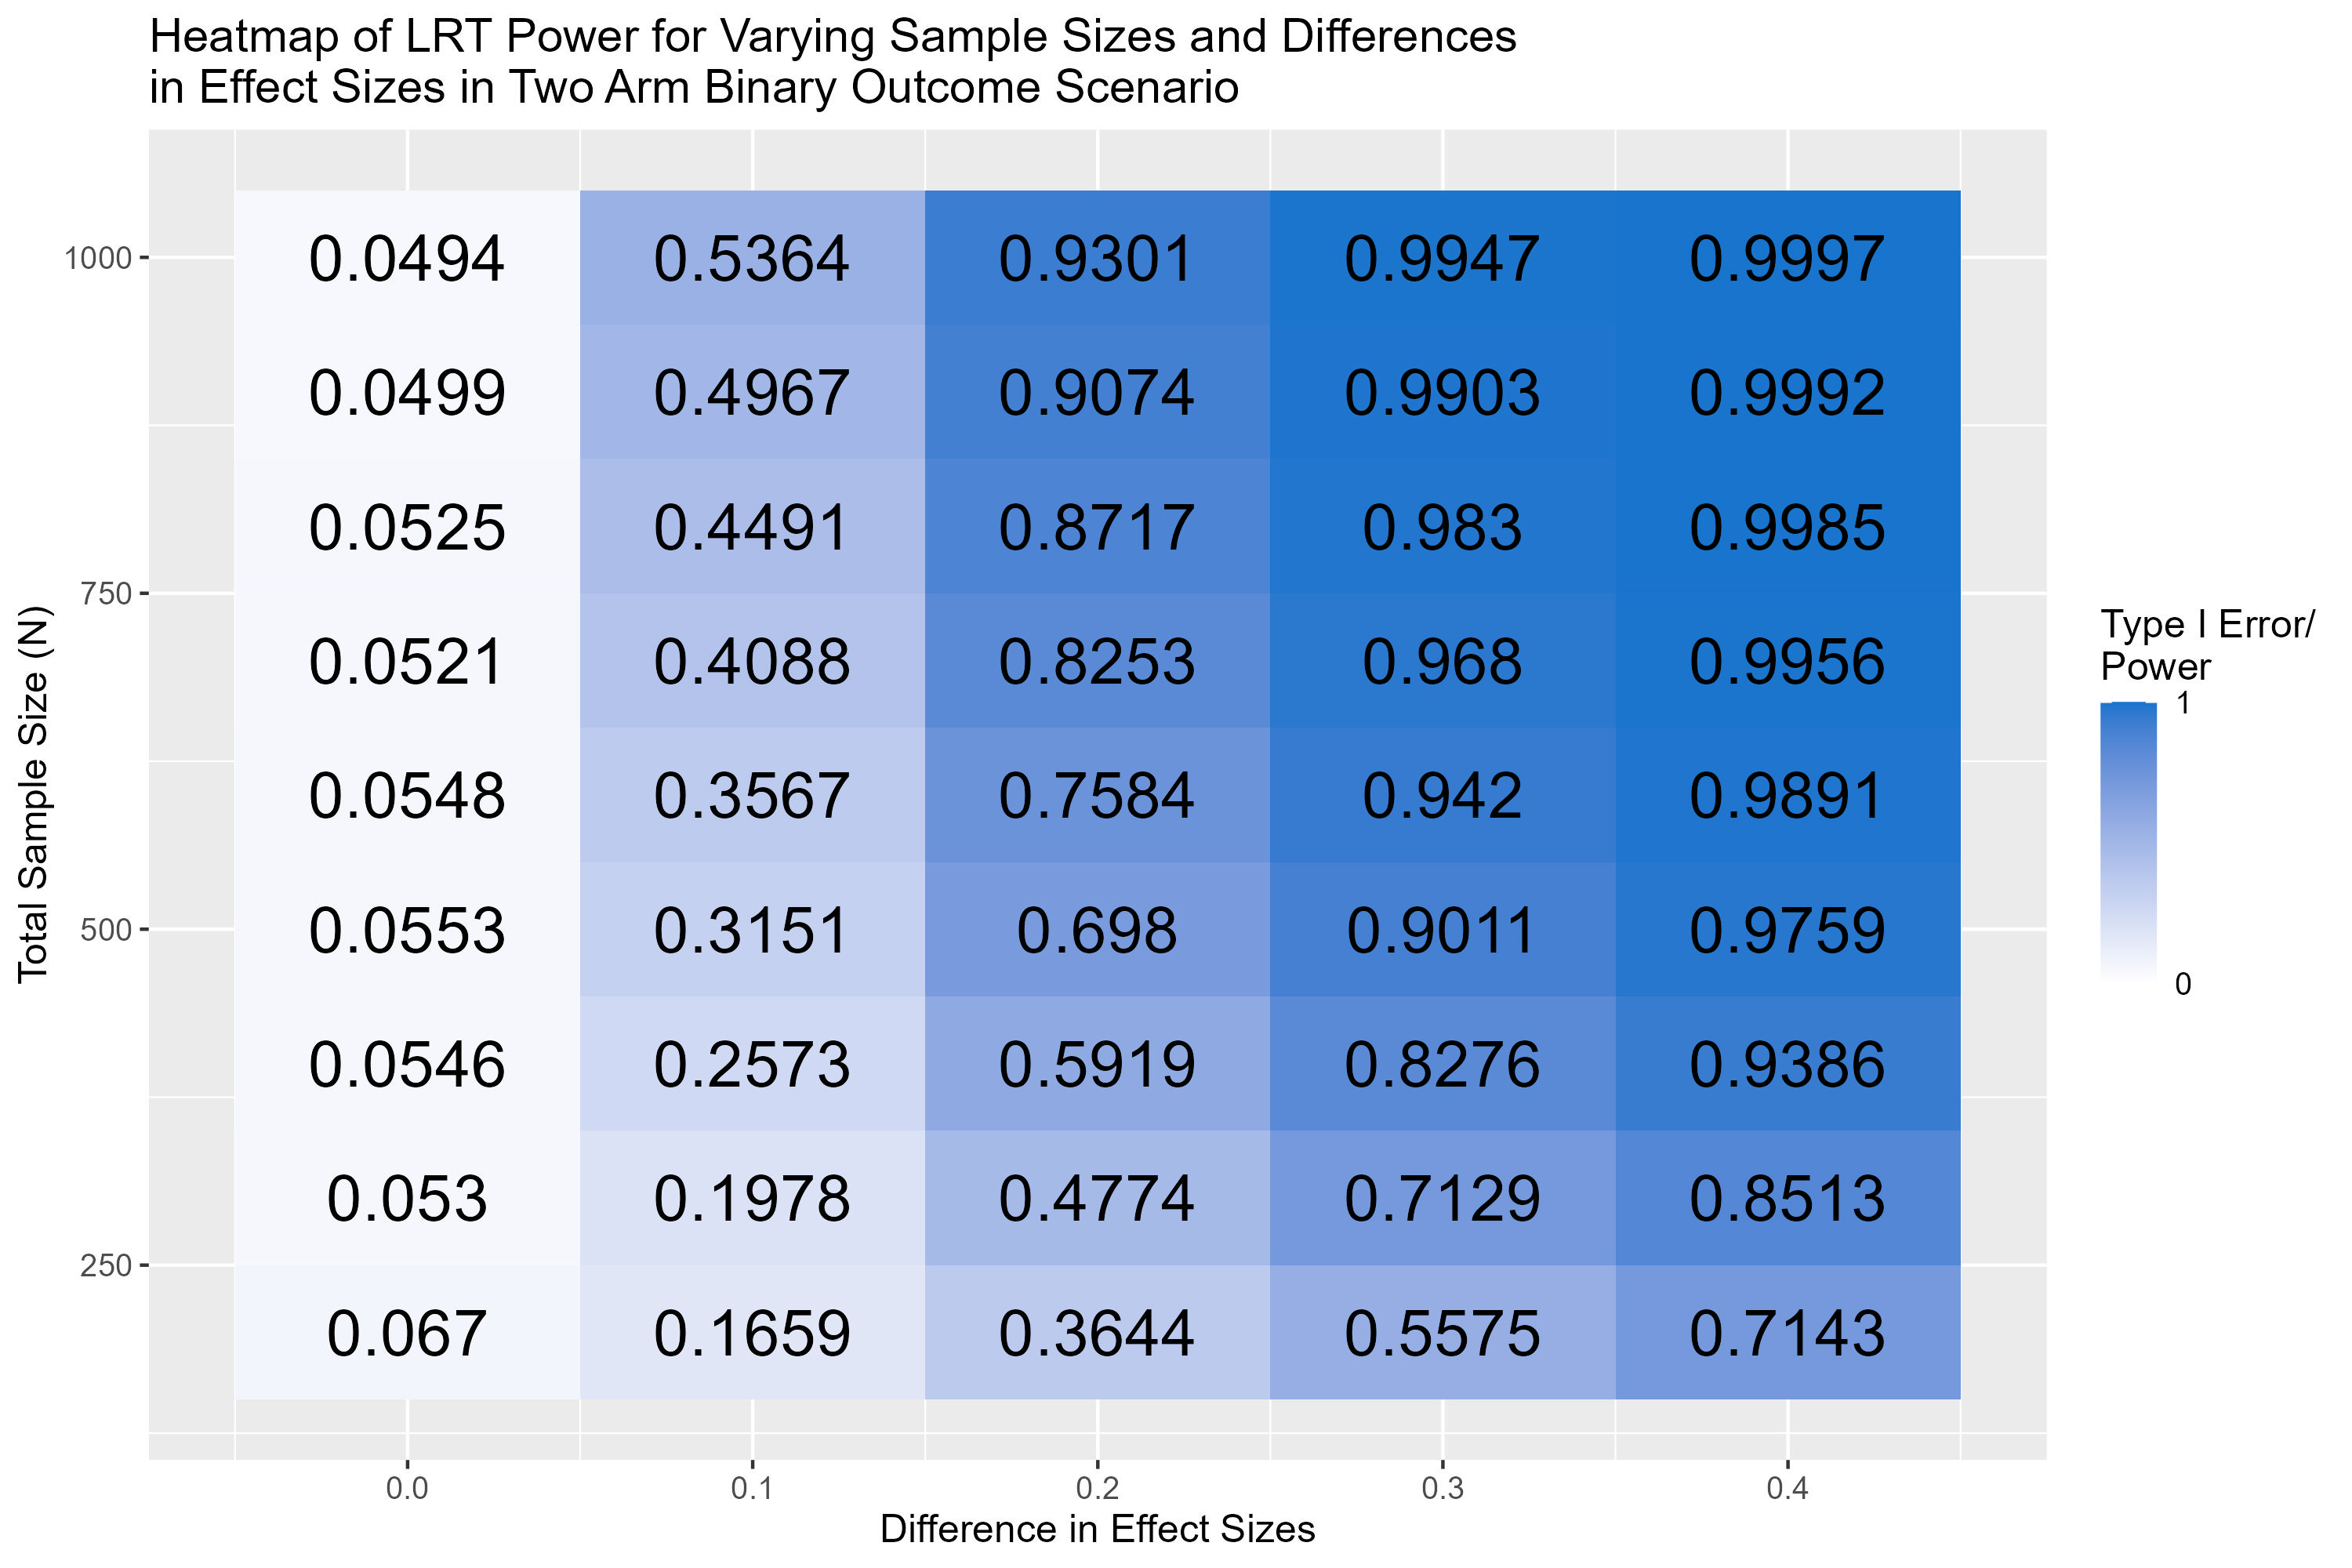 Heatmap of LRT Power for Varying Sample Sizes and Differences
in Effect Sizes in Two Arm Binary Outcome Scenario
Total Sample Size (N)
1000
750
500
250
0.0494 0.5364 0.9301 0.9947 0.9997
0.0499 0.4967 0.9074 0.9903 0.9992
0.0525 0.4491 0.8717 0.983 0.9985
0.0521 0.4088 0.8253 0.968 0.9956
0.0548 0.3567 0.7584 0.942 0.9891
0.0553 0.3151 0.698 0.9011 0.9759
0.0546 0.2573 0.5919 0.8276 0.9386
0.053 0.1978 0.4774 0.7129 0.8513
0.067 0.1659 0.3644 0.5575 0.7143
0.0 0.1 0.2 0.3 0.4
Difference in Effect Sizes
Type I Error/
Power
1
0